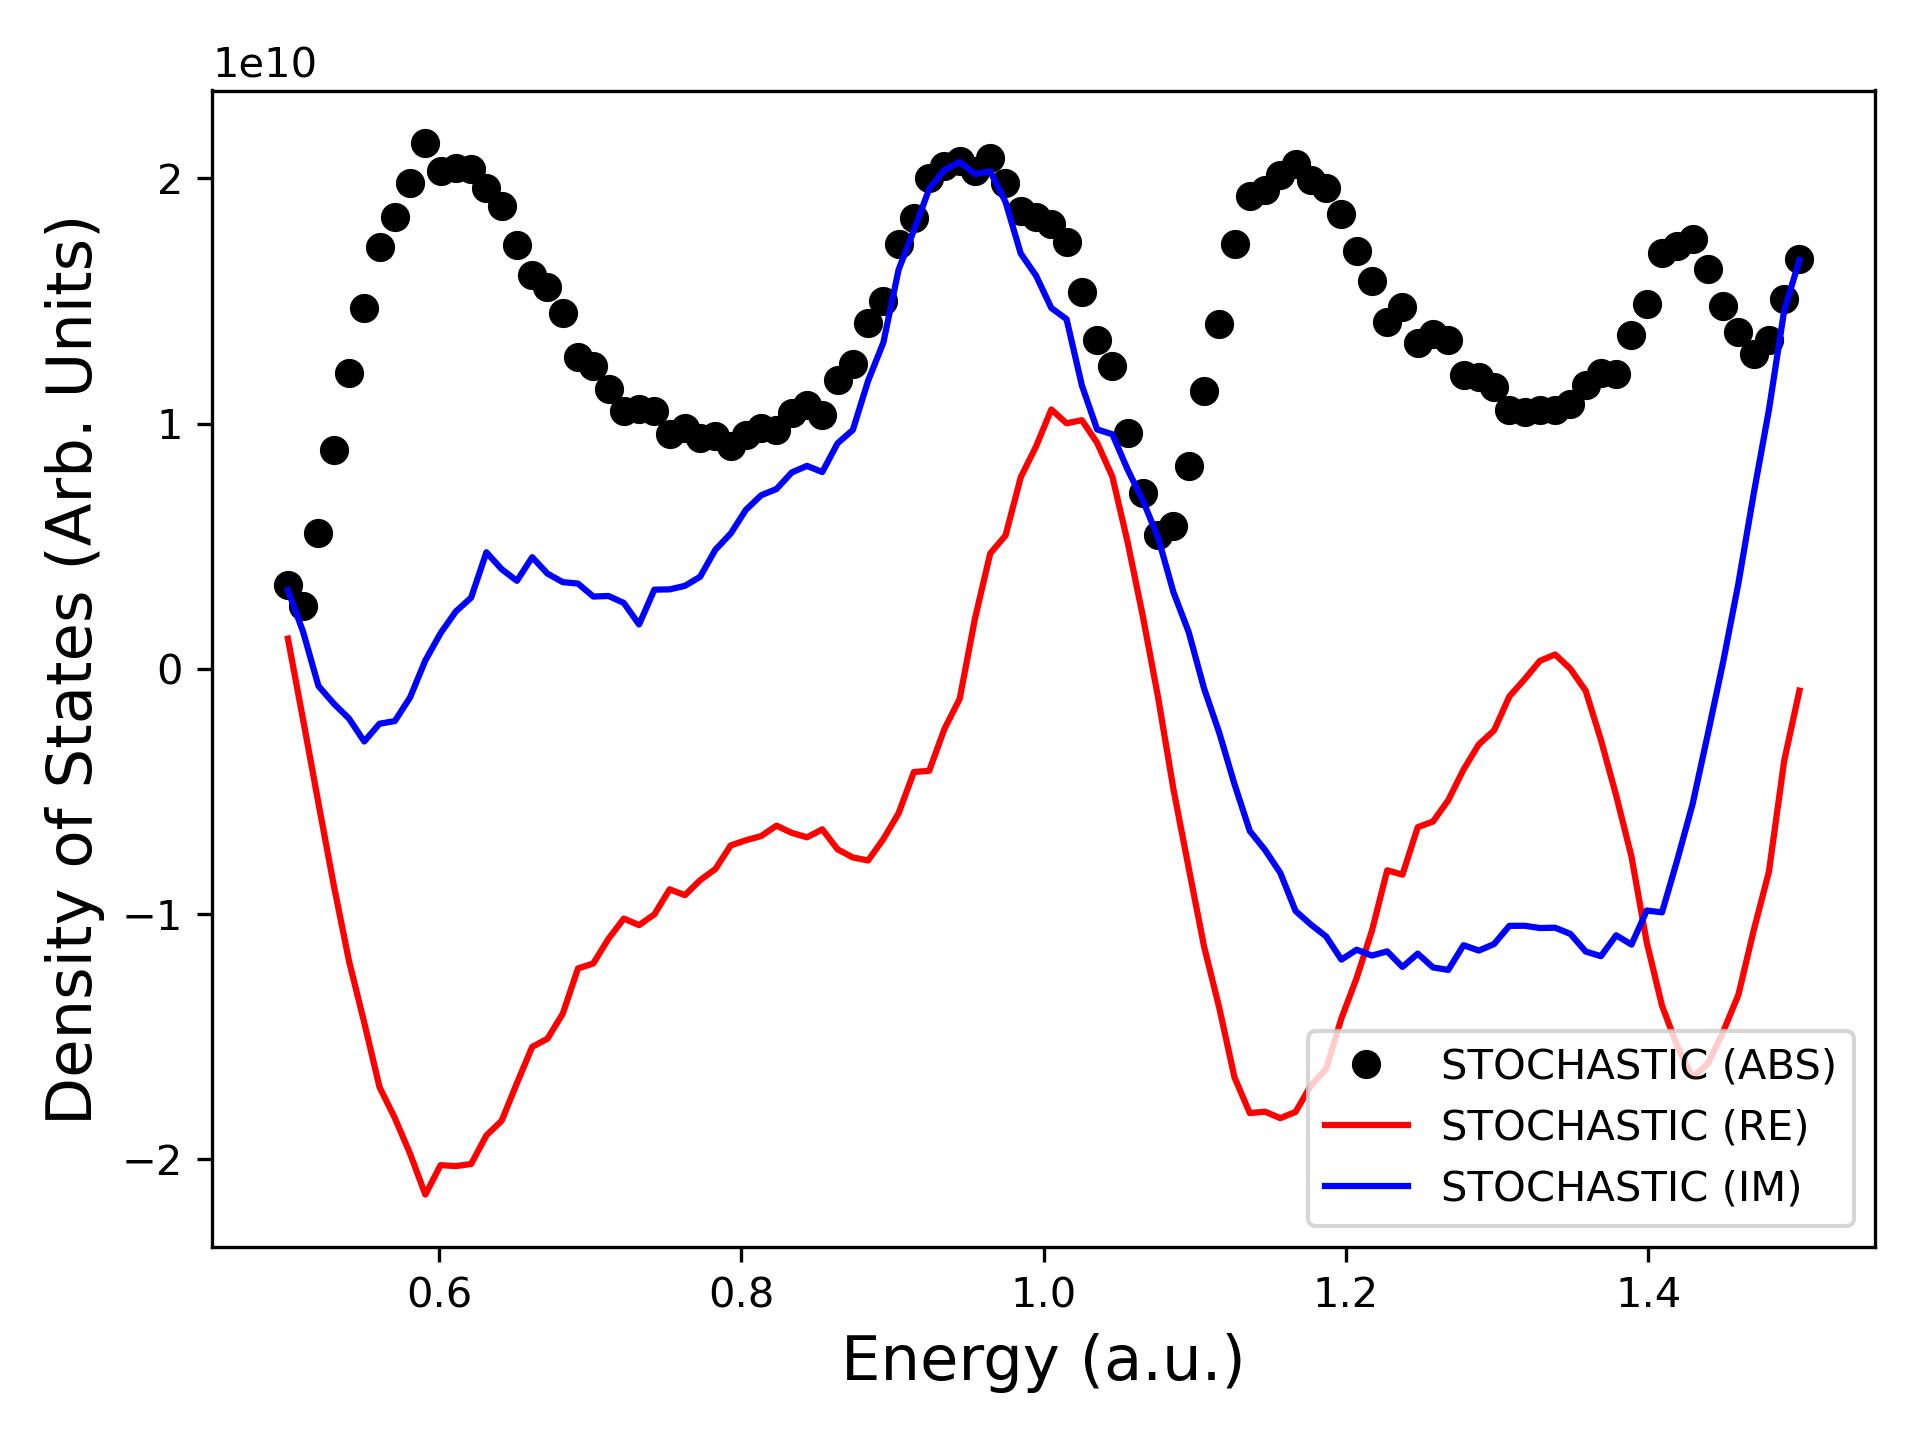 1e10
2
1
0
−1
−2
Density of States (Arb. Units)
STOCHASTIC (ABS)
STOCHASTIC (RE)
STOCHASTIC (IM)
0.6 0.8 1.0 1.2 1.4
Energy (a.u.)